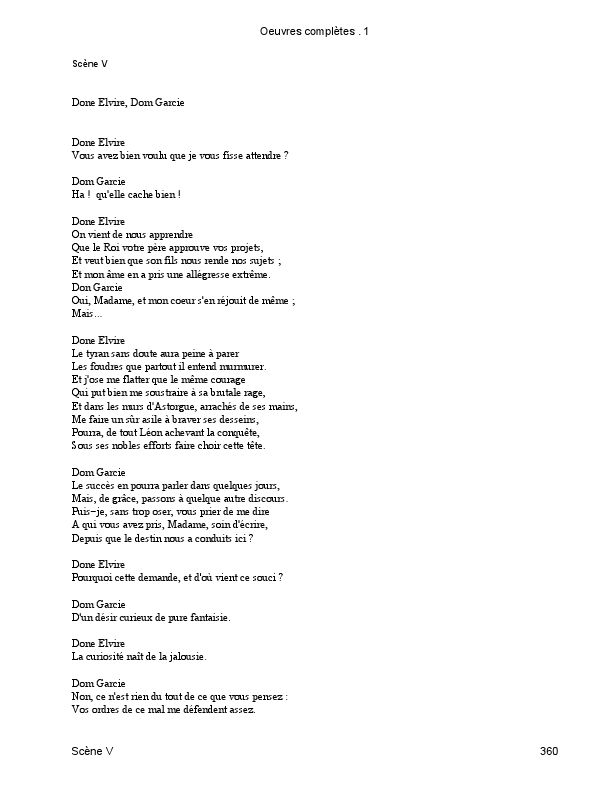 Oeuvres complètes . 1
Scène V
Done Elvire, Dom Garcie
Done Elvire
Vous avez bien voulu que je vous fisse attendre ?
Dom Garcie
Ha !  qu'elle cache bien !
Done Elvire
On vient de nous apprendre
Que le Roi votre père approuve vos projets,
Et veut bien que son fils nous rende nos sujets ;
Et mon âme en a pris une allégresse extrême.
Don Garcie
Oui, Madame, et mon coeur s'en réjouit de même ;
Mais...
Done Elvire
Le tyran sans doute aura peine à parer
Les foudres que partout il entend murmurer.
Et j'ose me flatter que le même courage
Qui put bien me soustraire à sa brutale rage,
Et dans les murs d'Astorgue, arrachés de ses mains,
Me faire un sûr asile à braver ses desseins,
Pourra, de tout Léon achevant la conquête,
Sous ses nobles efforts faire choir cette tête.
Dom Garcie
Le succès en pourra parler dans quelques jours,
Mais, de grâce, passons à quelque autre discours.
Puis-je, sans trop oser, vous prier de me dire
A qui vous avez pris, Madame, soin d'écrire,
Depuis que le destin nous a conduits ici ?
Done Elvire
Pourquoi cette demande, et d'où vient ce souci ?
Dom Garcie
D'un désir curieux de pure fantaisie.
Done Elvire
La curiosité naît de la jalousie.
Dom Garcie
Non, ce n'est rien du tout de ce que vous pensez :
Vos ordres de ce mal me défendent assez.
Scène V
360